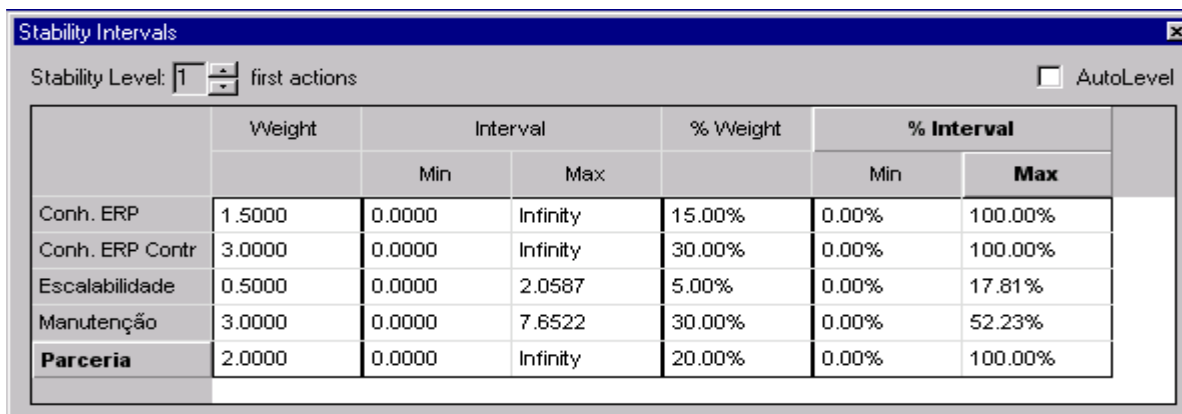 Stability Intervals
Stability Level: 1 first actions AutoLevel
Weight Interval % Weight % Interval
Min Max Min Max
Conh. ERP 1.5000 0.0000 Infinity 15.00% 0.00% 100.00%
Conh. ERP Contr 3.0000 0.0000 Infinity 30.00% 0.00% 100.00%
Escalabilidade 0.5000 0.0000 2.0587 5.00% 0.00% 17.81%
Manutenção 3.0000 0.0000 7.6522 30.00% 0.00% 52.23%
Parceria 2.0000 0.0000 Infinity 20.00% 0.00% 100.00%